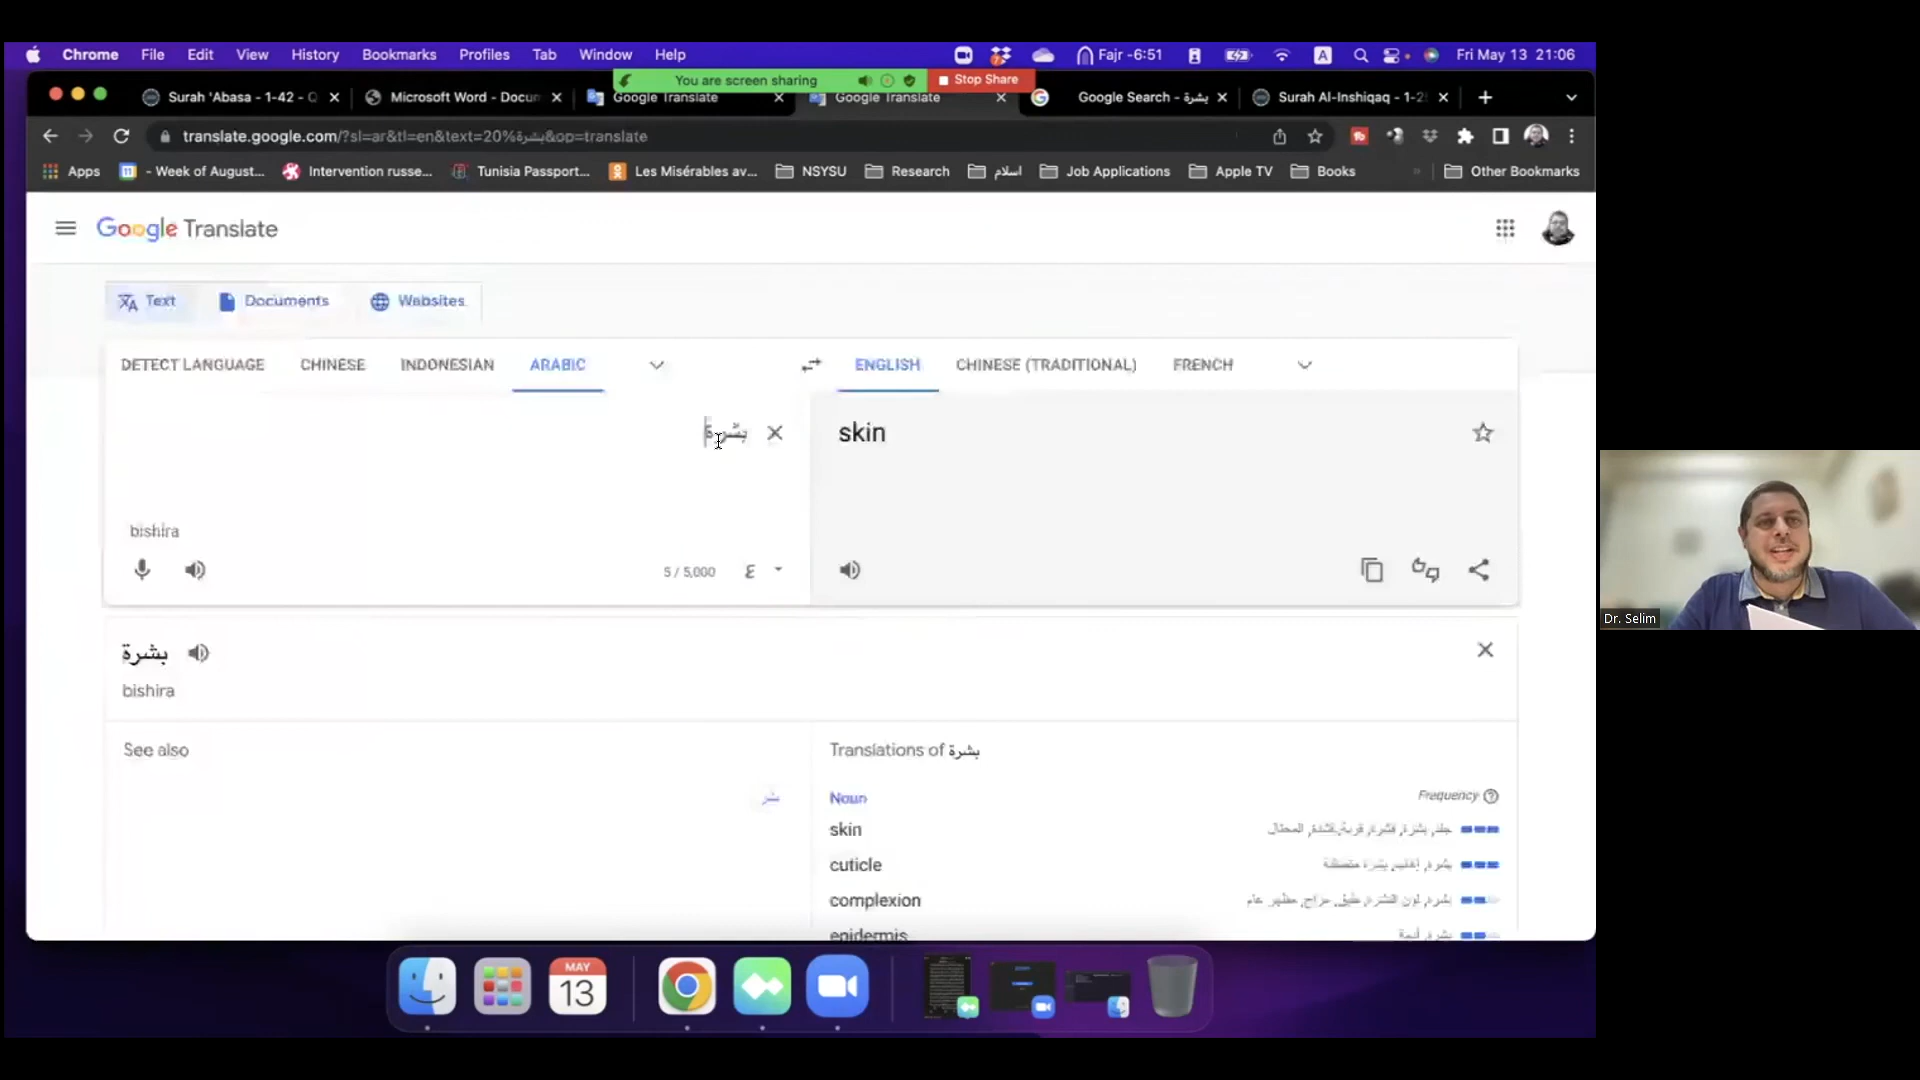 Chrome File Edit View History Bookmarks Profiles Tab Window Help Fajr -6:51 A Fri May 13 21:06
You are screen sharing Stop Share
Surah 'Abasa - 1-42 - Q Microsoft Word - Docum Google Translate Google Translate Google Search - بشرة Surah Al-Inshiqaq - 1-2
translate.google.com/?sl=ar&tl=en&text=20%بشرة&op=translate
Apps - Week of August... Intervention russe... Tunisia Passport... Les Misérables av... NSYSU Research اسلام Job Applications Apple TV Books » Other Bookmarks
Google Translate
Text Documents Websites
DETECT LANGUAGE CHINESE INDONESIAN ARABIC ENGLISH CHINESE (TRADITIONAL) FRENCH
بشرة skin
bishira
5 / 5,000
بشرة
bishira
See also Translations of بشرة
Noun Frequency
skin
cuticle
complexion
epidermis
Dr. Selim
MAY
13